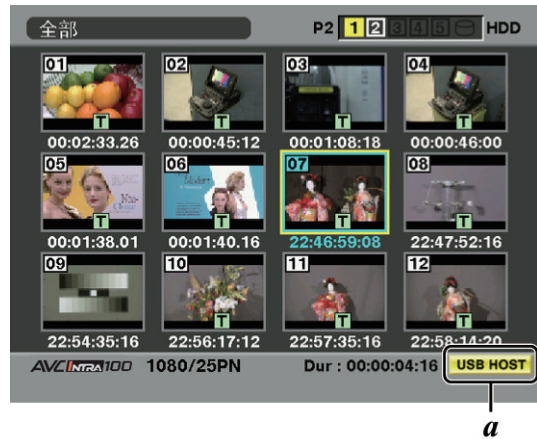 全部
P2 1 2 3 4 5 HDD
01 02 03 04
T T T T
00:02:33.26 00:00:45:12 00:01:08:18 00:00:46:00
05 06 07 08
T T T T
00:01:38.01 00:01:40.16 22:46:59:08 22:47:52:16
09 10 11 12
T T T
22:54:35:16 22:56:17:12 22:57:35:16 22:58:14:20
AVC INTRA 100 1080/25PN Dur : 00:00:04:16 USB HOST
a